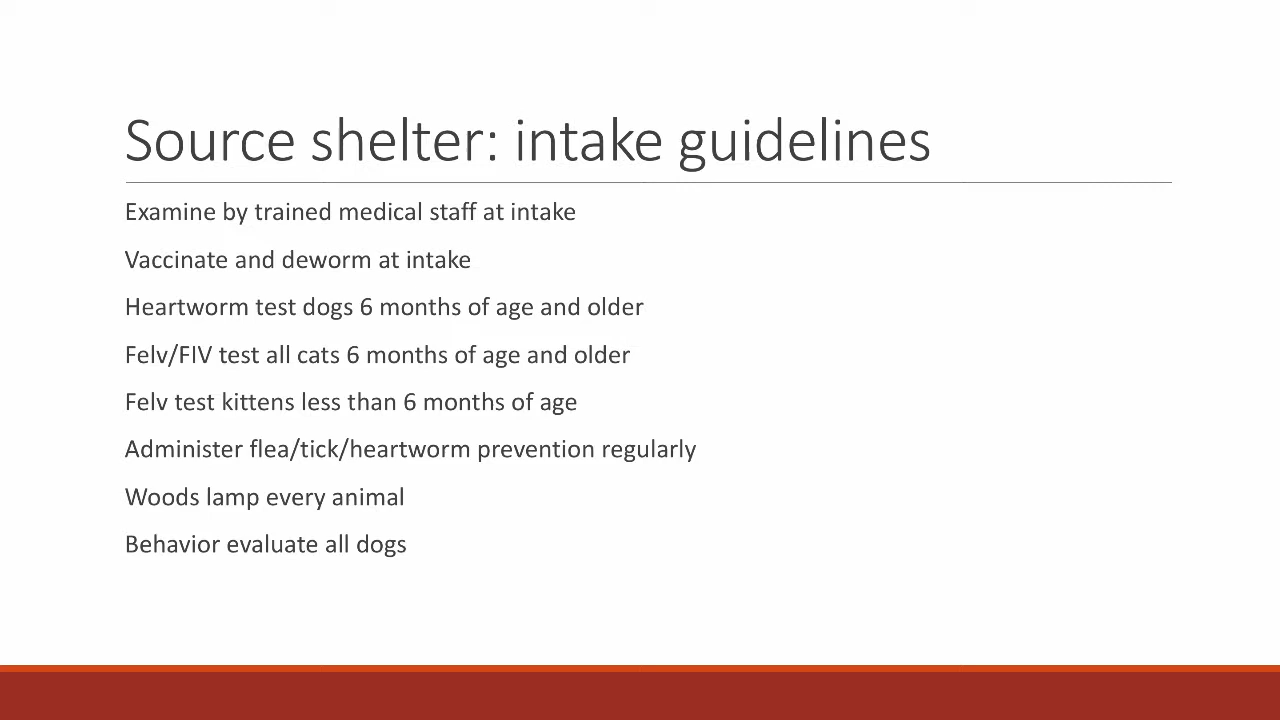 Source shelter: intake guidelines
Examine by trained medical staff at intake
Vaccinate and deworm at intake
Heartworm test dogs 6 months of age and older
Felv/FIV test all cats 6 months of age and older
Felv test kittens less than 6 months of age
Administer flea/tick/heartworm prevention regularly
Woods lamp every animal
Behavior evaluate all dogs